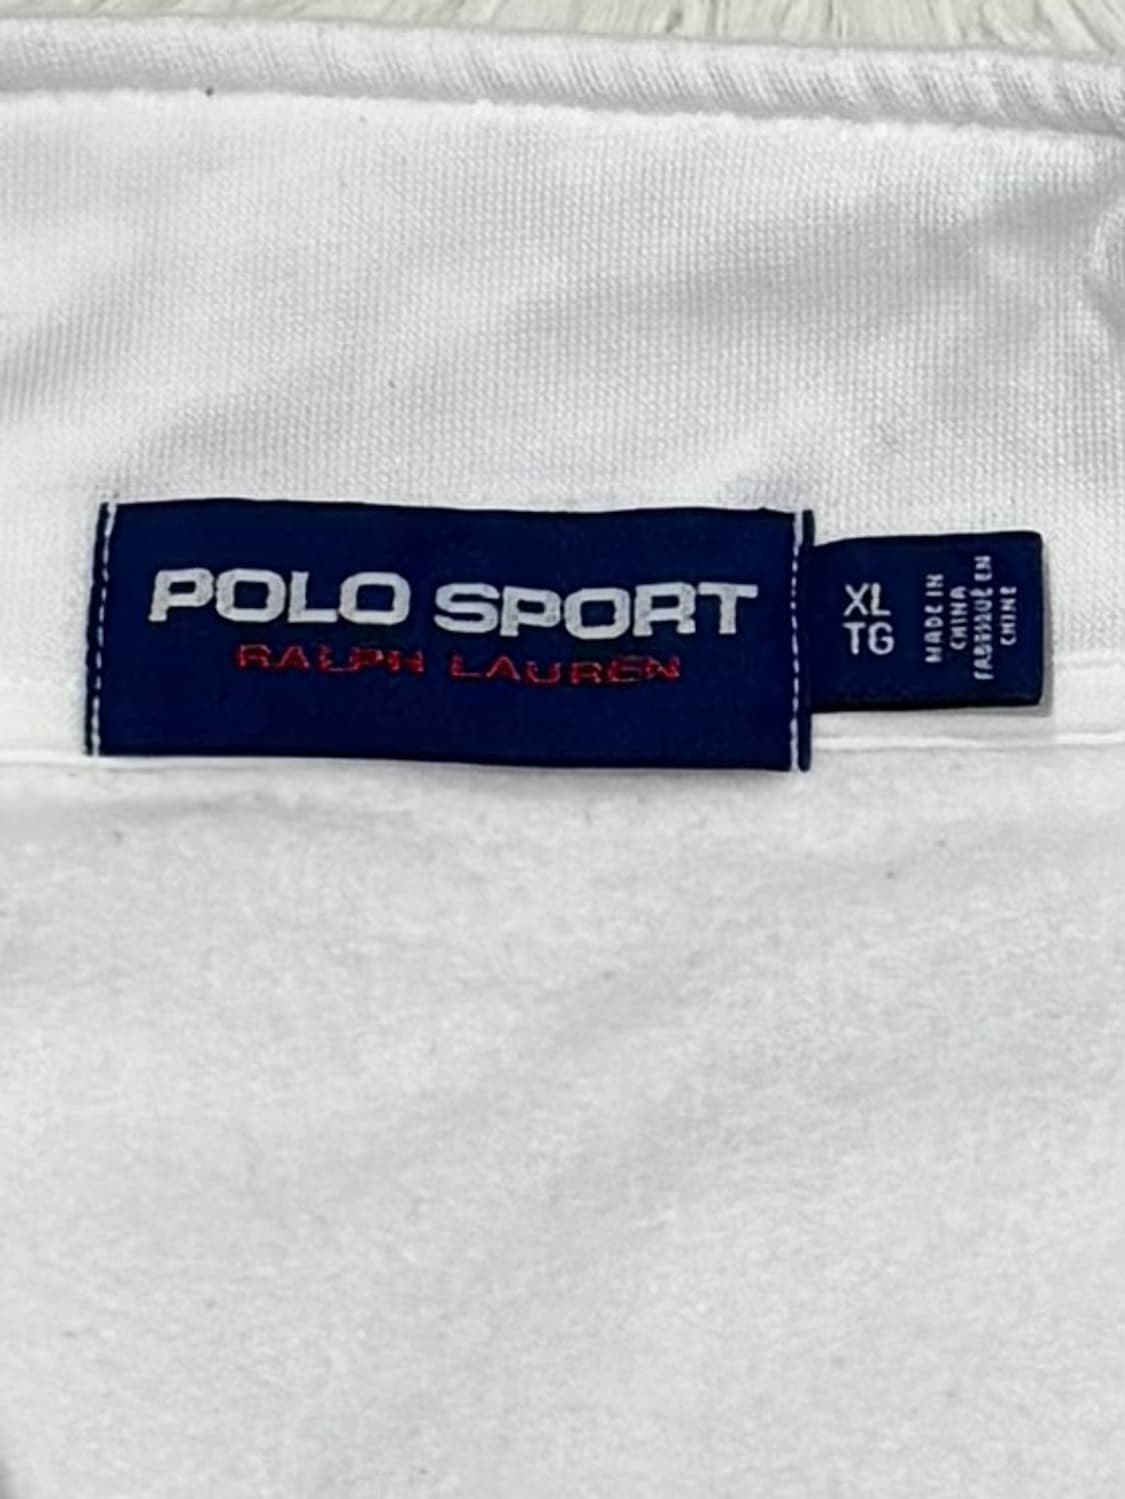 POLO SPORT
RALPH LAUREN
XL
TG
MADE IN
CHINA
FABRIQUÉ EN
CHINE